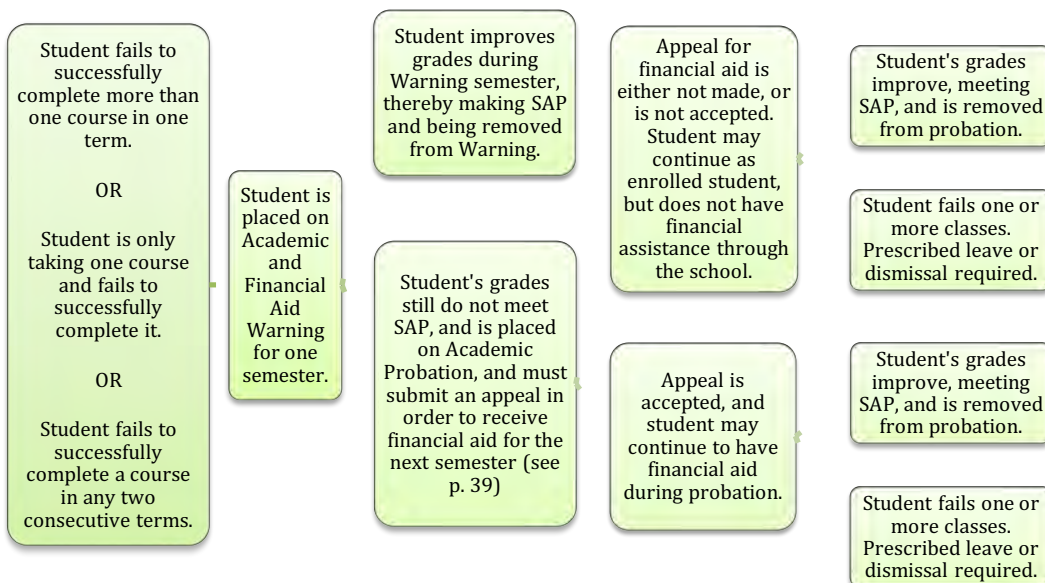 Student fails to
successfully
complete more than
one course in one
term.
OR
Student is only
taking one course
and fails to
successfully
complete it.
OR
Student fails to
successfully
complete a course
in any two
consecutive terms.
Student is
placed on
Academic
and
Financial
Aid
Warning
for one
semester.
Student improves
grades during
Warning semester,
thereby making SAP
and being removed
from Warning.
Student's grades
still do not meet
SAP, and is placed
on Academic
Probation, and must
submit an appeal in
order to receive
financial aid for the
next semester (see
p. 39)
Appeal for
financial aid is
either not made, or
is not accepted.
Student may
continue as
enrolled student,
but does not have
financial
assistance through
the school.
Appeal is
accepted, and
student may
continue to have
financial aid
during probation.
Student's grades
improve, meeting
SAP, and is removed
from probation.
Student fails one or
more classes.
Prescribed leave or
dismissal required.
Student's grades
improve, meeting
SAP, and is removed
from probation.
Student fails one or
more classes.
Prescribed leave or
dismissal required.